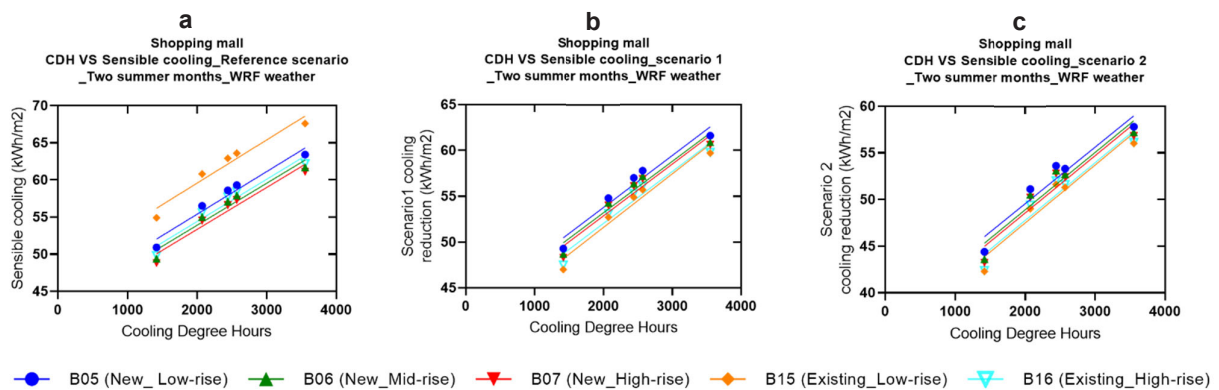 a
Shopping mall
CDH VS Sensible cooling_Reference scenario
_Two summer months_WRF weather
70
65
60
55
50
45
Sensible cooling (kWh/m2)
0
1000
2000
3000
4000
Cooling Degree Hours
b
Shopping mall
CDH VS Sensible cooling_scenario 1
_Two summer months_WRF weather
65
60
55
50
45
Scenario1 cooling
reduction (kWh/m2)
0
1000
2000
3000
4000
Cooling Degree Hours
c
Shopping mall
CDH VS Sensible cooling_scenario 2
_Two summer months_WRF weather
60
55
50
45
40
Scenario 2
cooling reduction (kWh/m2)
0
1000
2000
3000
4000
Cooling Degree Hours
B05 (New_ Low-rise)
B06 (New_Mid-rise)
B07 (New_High-rise)
B15 (Existing_Low-rise)
B16 (Existing_High-rise)